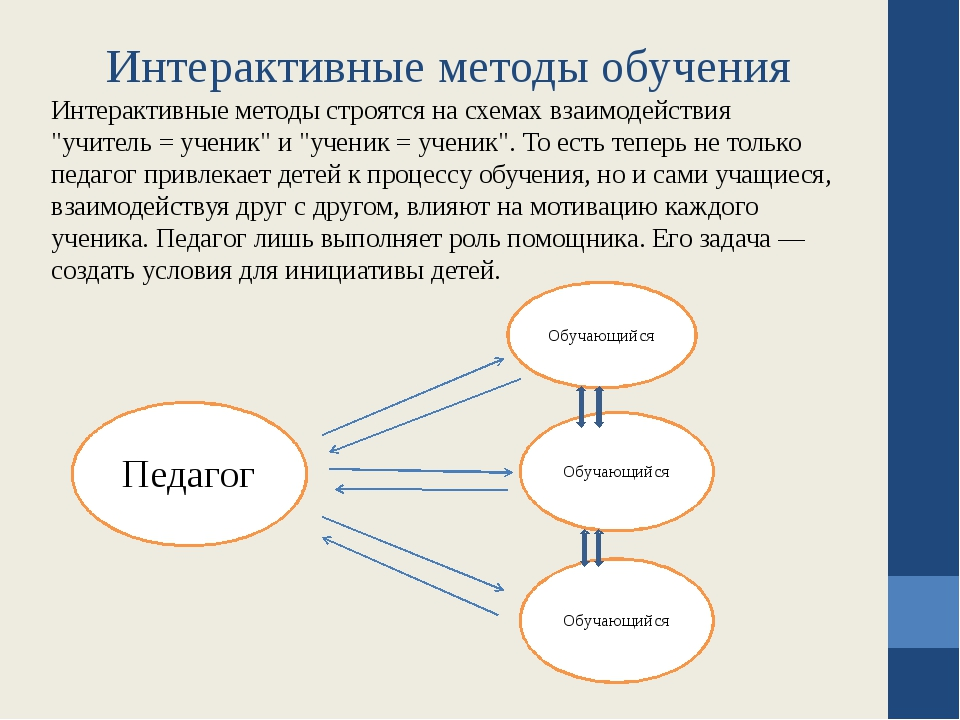 Интерактивные методы обучения
Интерактивные методы строятся на схемах взаимодействия
"учитель = ученик" и "ученик = ученик". То есть теперь не только
педагог привлекает детей к процессу обучения, но и сами учащиеся,
взаимодействуя друг с другом, влияют на мотивацию каждого
ученика. Педагог лишь выполняет роль помощника. Его задача —
создать условия для инициативы детей.
Обучающийся
Педагог
Обучающийся
Обучающийся